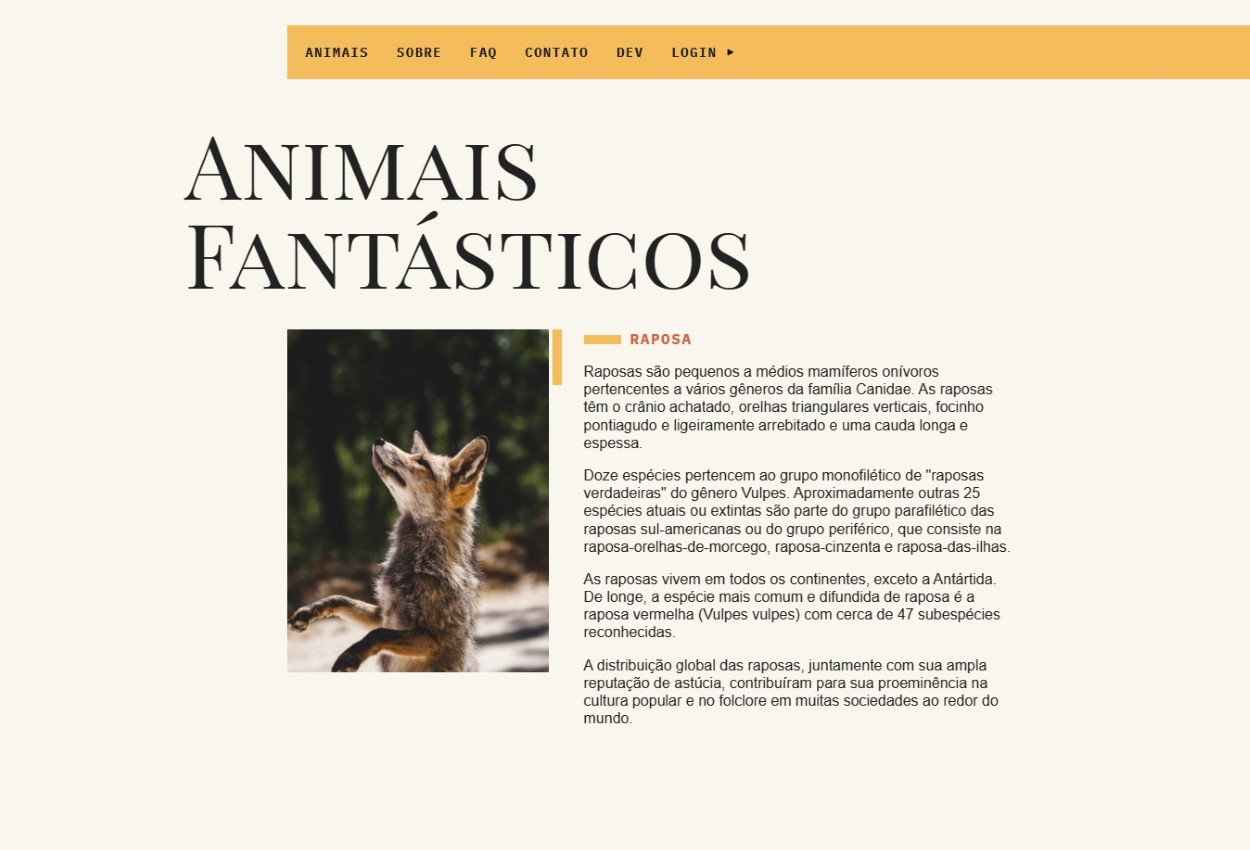 ANIMAIS SOBRE FAQ CONTATO DEV LOGIN ▸
ANIMAIS
FANTÁSTICOS
RAPOSA
Raposas são pequenos a médios mamíferos onívoros
pertencentes a vários gêneros da família Canidae. As raposas
têm o crânio achatado, orelhas triangulares verticais, focinho
pontiagudo e ligeiramente arrebitado e uma cauda longa e
espessa.
Doze espécies pertencem ao grupo monofilético de "raposas
verdadeiras" do gênero Vulpes. Aproximadamente outras 25
espécies atuais ou extintas são parte do grupo parafilético das
raposas sul-americanas ou do grupo periférico, que consiste na
raposa-orelhas-de-morcego, raposa-cinzenta e raposa-das-ilhas.
As raposas vivem em todos os continentes, exceto a Antártida.
De longe, a espécie mais comum e difundida de raposa é a
raposa vermelha (Vulpes vulpes) com cerca de 47 subespécies
reconhecidas.
A distribuição global das raposas, juntamente com sua ampla
reputação de astúcia, contribuíram para sua proeminência na
cultura popular e no folclore em muitas sociedades ao redor do
mundo.